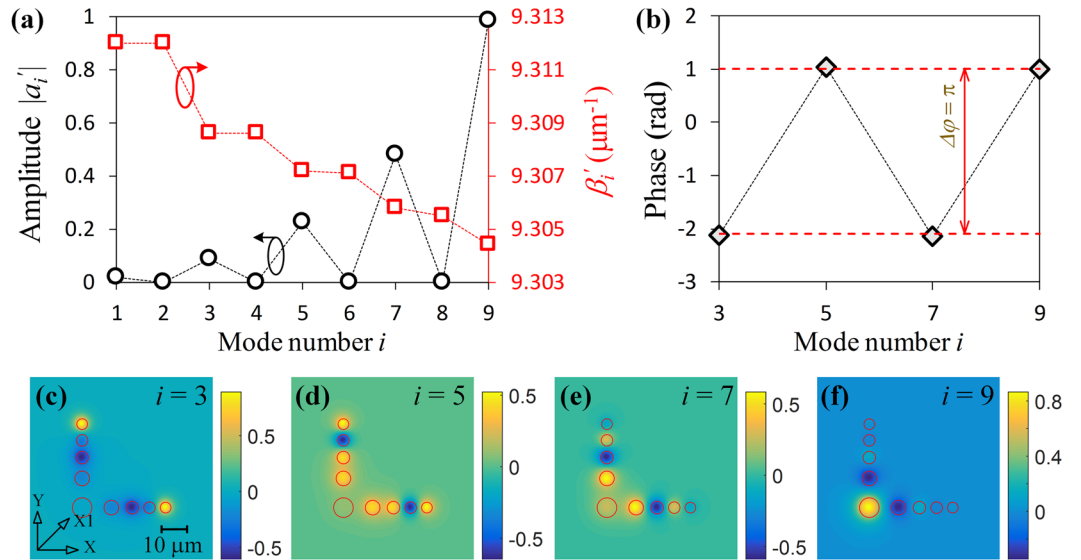 (a)
1
0.8
0.6
0.4
0.2
0
Amplitude |aᵢ′|
1 2 3 4 5 6 7 8 9
Mode number i
9.313
9.312
9.309
9.307
9.305
9.303
βᵢ′ (μm⁻¹)
(b)
2
1
0
-1
-2
-3
Phase (rad)
Δφ = π
3 5 7 9
Mode number i
(c) i = 3
Y
X1
X
10 μm
0.5
0
-0.5
(d) i = 5
0.5
0
-0.5
(e) i = 7
0.5
0
-0.5
(f) i = 9
0.8
0.4
0